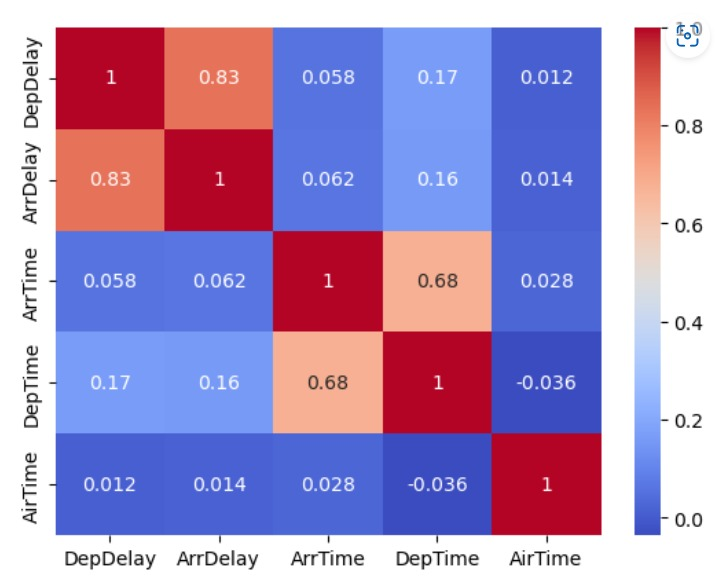 DepDelay 1 0.83 0.058 0.17 0.012
ArrDelay 0.83 1 0.062 0.16 0.014
ArrTime 0.058 0.062 1 0.68 0.028
DepTime 0.17 0.16 0.68 1 -0.036
AirTime 0.012 0.014 0.028 -0.036 1
DepDelay ArrDelay ArrTime DepTime AirTime
0.8
0.6
0.4
0.2
0.0